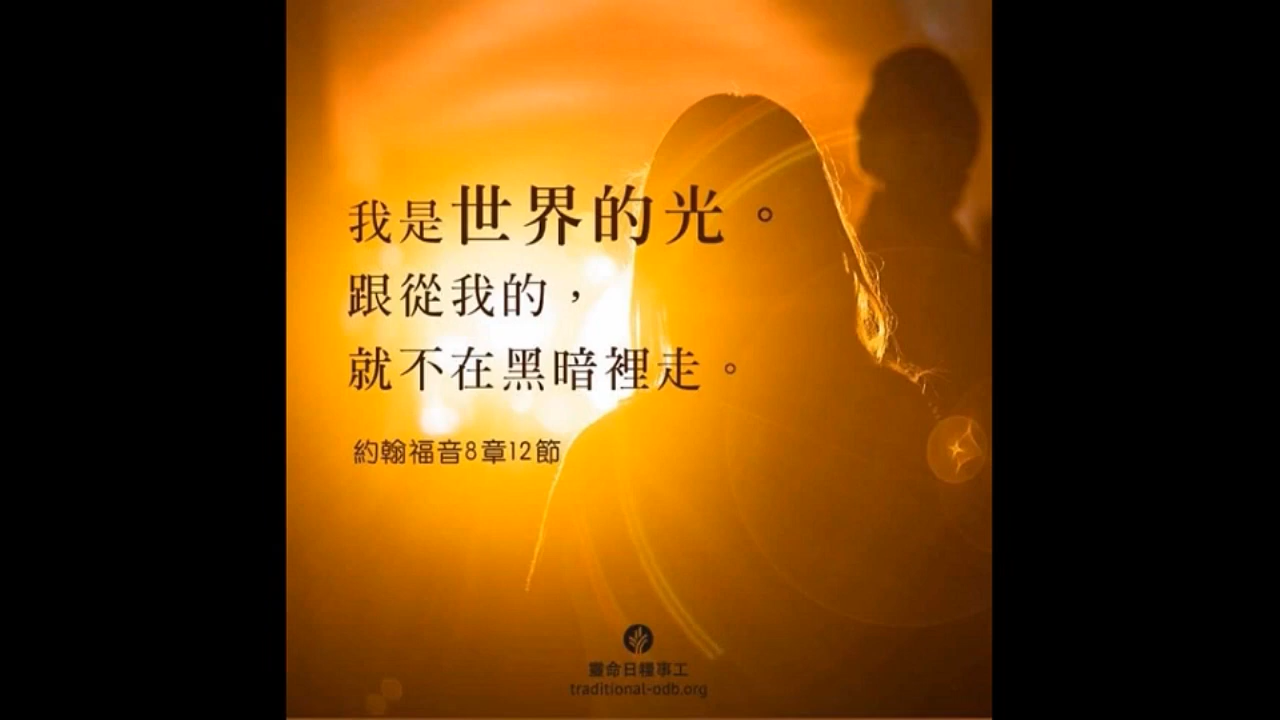 我是世界的光。
跟從我的，
就不在黑暗裡走。
約翰福音8章12節
靈命日糧事工
traditional-odb.org